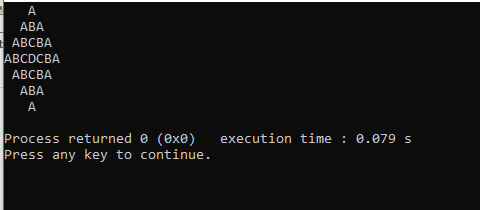 A
  ABA
 ABCBA
ABCDCBA
 ABCBA
  ABA
   A

Process returned 0 (0x0)   execution time : 0.079 s
Press any key to continue.